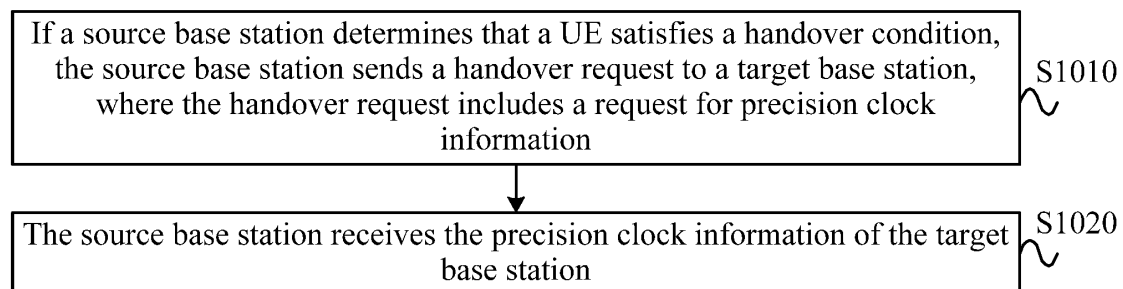 If a source base station determines that a UE satisfies a handover condition,
the source base station sends a handover request to a target base station,
where the handover request includes a request for precision clock
information
S1010
The source base station receives the precision clock information of the target
base station
S1020